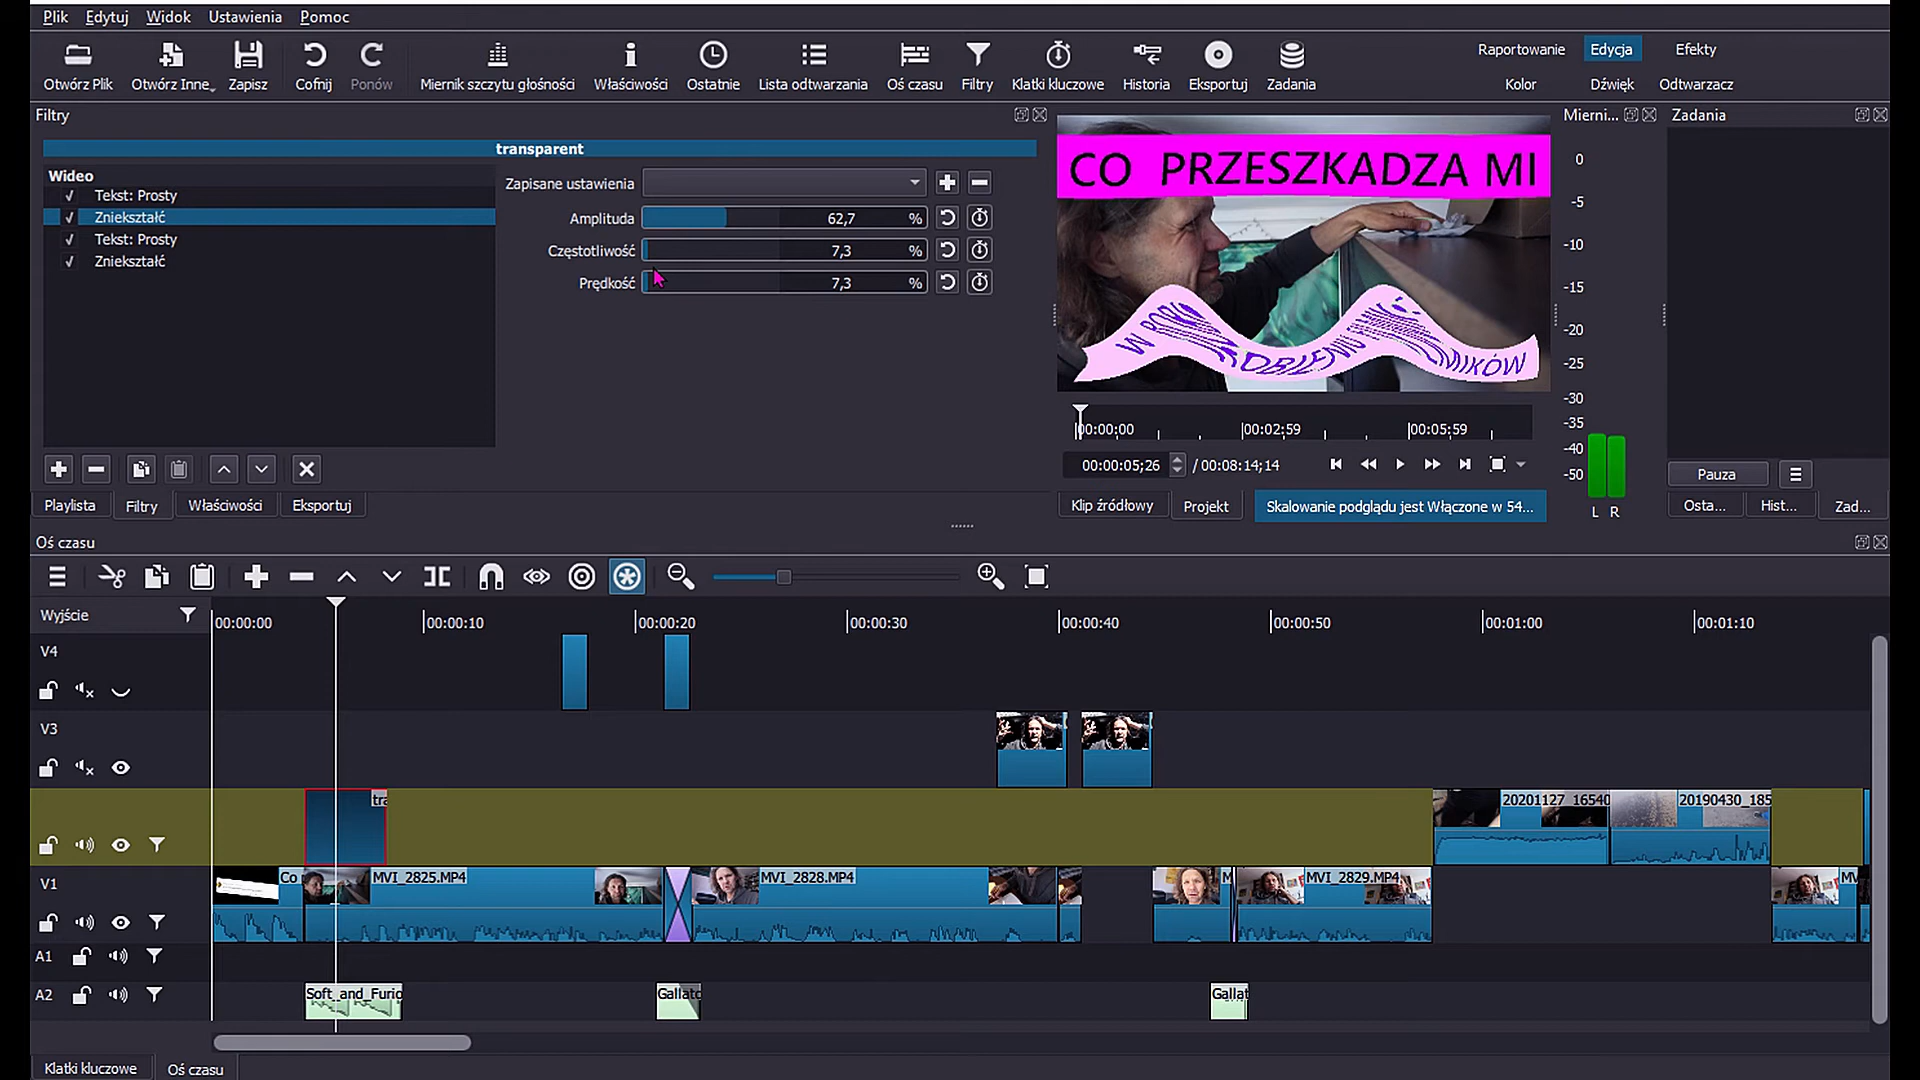 Plik Edytuj Widok Ustawienia Pomoc
Otwórz Plik Otwórz Inne Zapisz Cofnij Ponów Miernik szczytu głośności Właściwości Ostatnie Lista odtwarzania Oś czasu Filtry Klatki kluczowe Historia Eksportuj Zadania
Raportowanie Edycja Efekty
Kolor Dźwięk Odtwarzacz
Filtry
transparent
Wideo
Tekst: Prosty
Zniekształć
Tekst: Prosty
Zniekształć
Zapisane ustawienia
Amplituda 62,7 %
Częstotliwość 7,3 %
Prędkość 7,3 %
Playlista Filtry Właściwości Eksportuj
CO PRZESZKADZA MI
00:00:00 00:02:59 00:05:59
00:00:05;26 / 00:08:14;14
Klip źródłowy Projekt Skalowanie podglądu jest Włączone w 54...
Mierni...
0
-5
-10
-15
-20
-25
-30
-35
-40
-50
L R
Zadania
Pauza
Osta... Hist... Zad...
Oś czasu
Wyjście
00:00:00 00:00:10 00:00:20 00:00:30 00:00:40 00:00:50 00:01:00 00:01:10
V4
V3
tra
20201127_16540 20190430_185
V1
Co MVI_2825.MP4 MVI_2828.MP4 M MVI_2829.MP4 MV
A1
A2
Soft_and_Furio Gallato Gallat
Klatki kluczowe Oś czasu